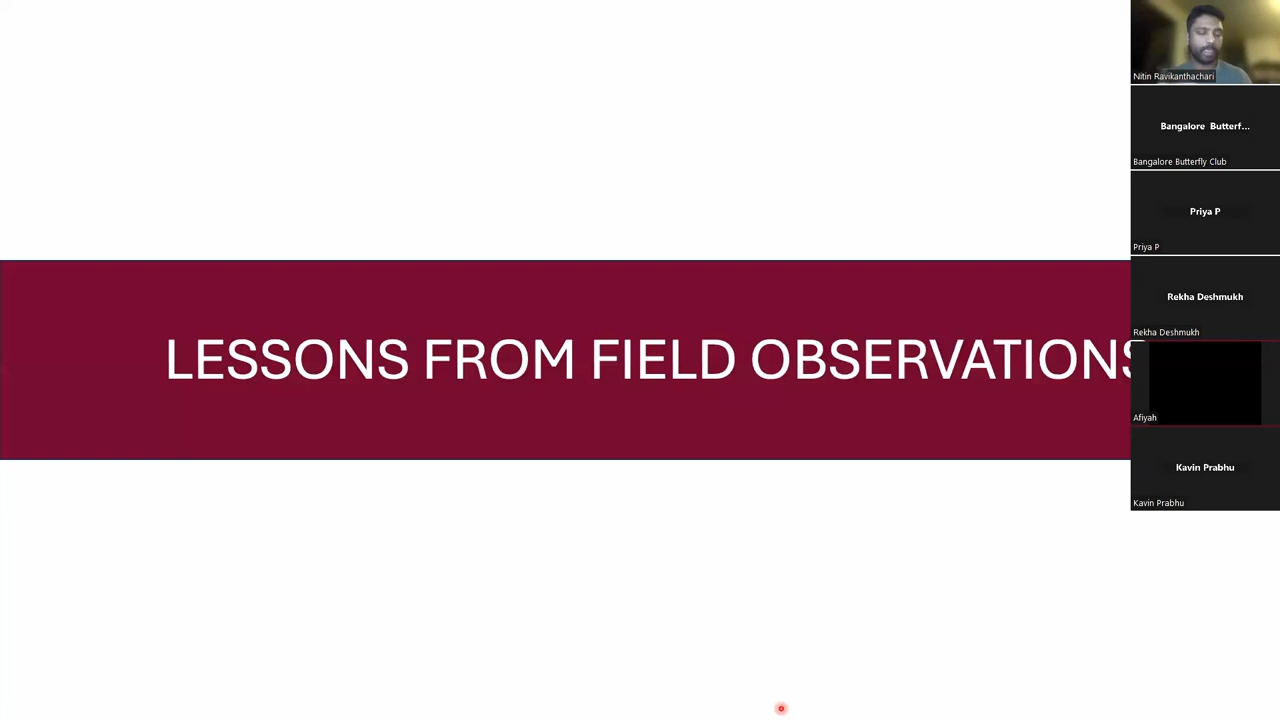 LESSONS FROM FIELD OBSERVATIONS
Nitin Ravikanthachari
Bangalore Butterf...
Bangalore Butterfly Club
Priya P
Priya P
Rekha Deshmukh
Rekha Deshmukh
Afiyah
Kavin Prabhu
Kavin Prabhu